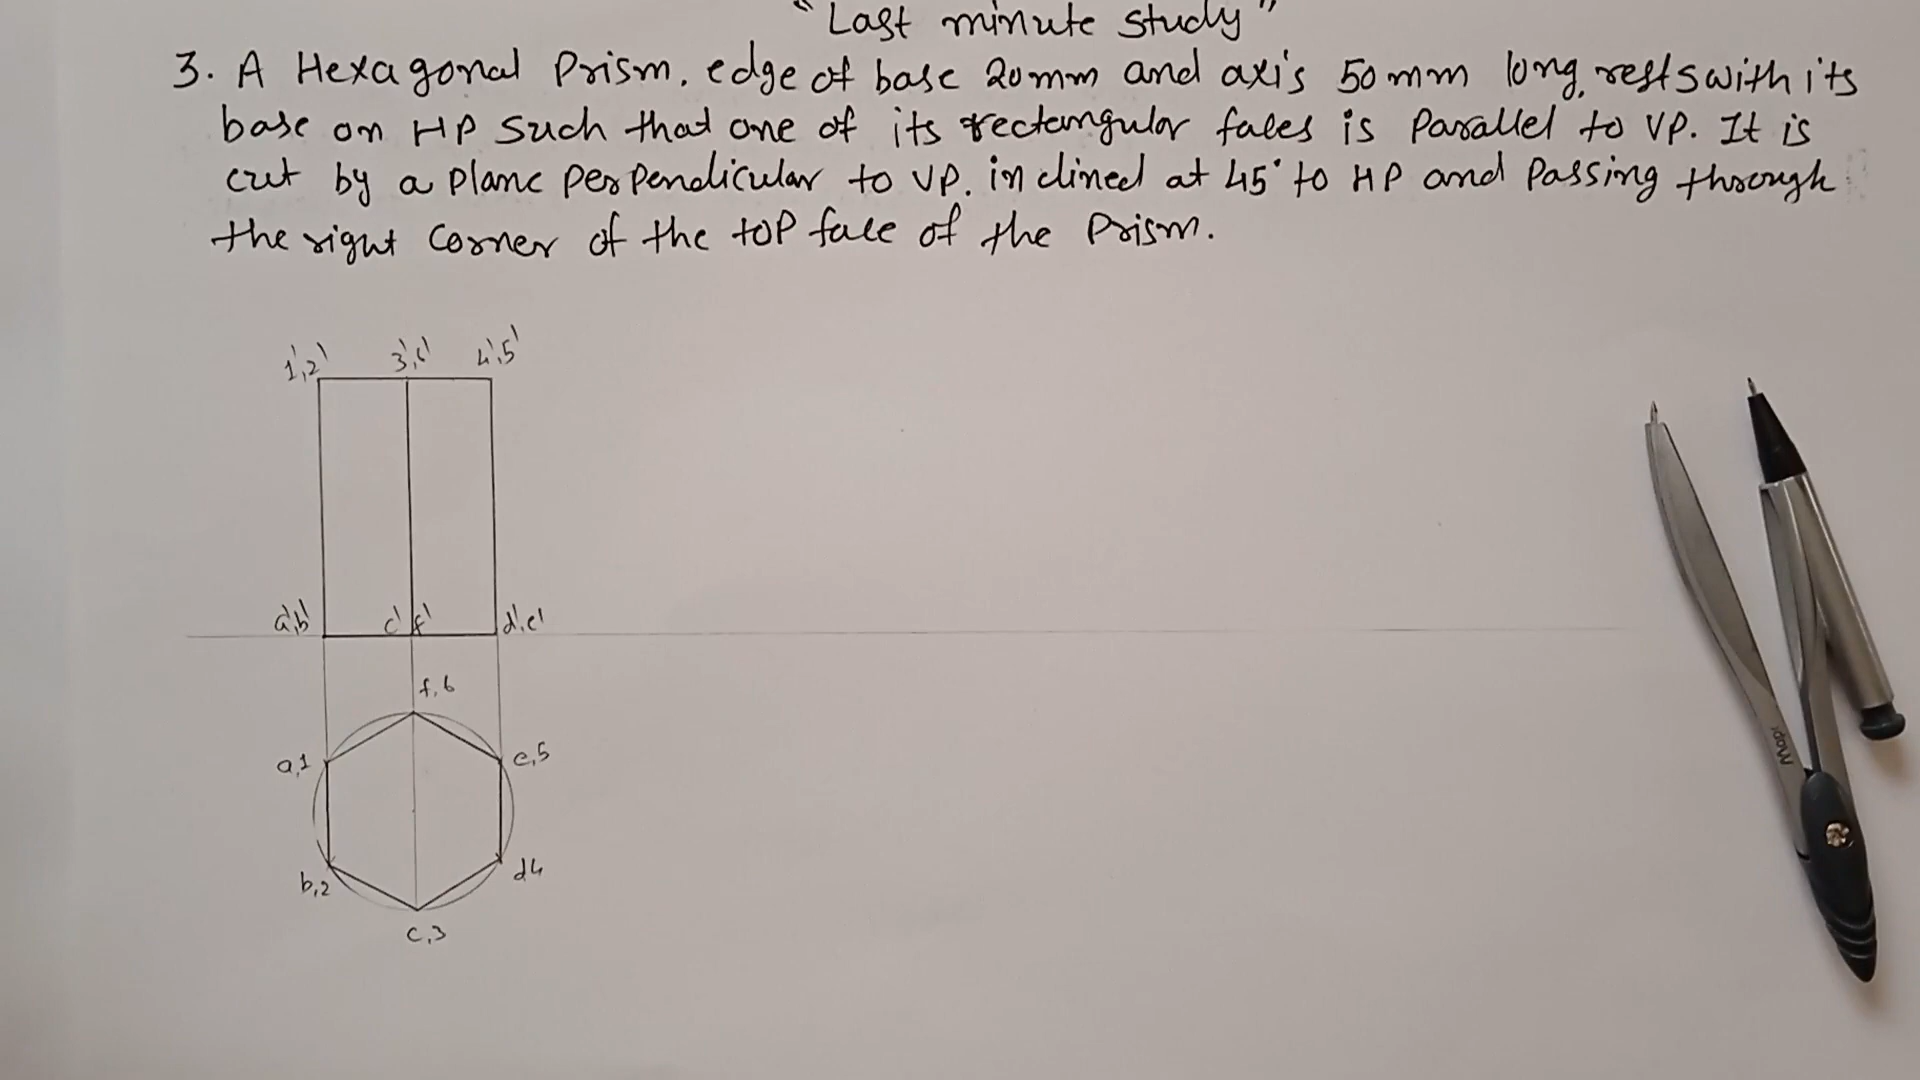 "Last minute study"
3. A Hexagonal Prism. edge of base 20mm and axis 50mm long, rests with its
base on HP such that one of its rectangular faces is Parallel to VP. It is
cut by a plane perpendicular to VP. inclined at 45° to HP and Passing through
the right corner of the top face of the Prism.
1',2' 3',6' 4',5'
a',b' c' f' d',e'
f,6
a,1 e,5
b,2 d4
c,3
Mapi